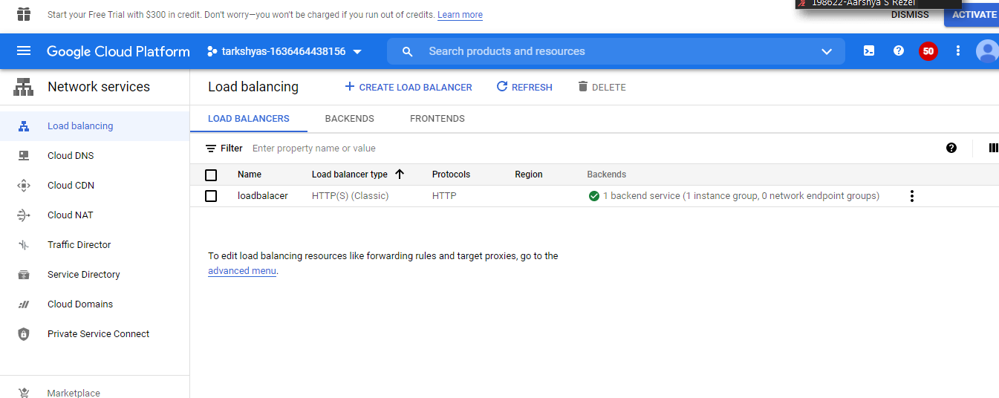 198622-Aarshya S Rezel
Start your Free Trial with $300 in credit. Don't worry—you won't be charged if you run out of credits. Learn more
DISMISS
ACTIVATE
Google Cloud Platform
tarkshyas-1636464438156
Search products and resources
50
Network services
Load balancing
CREATE LOAD BALANCER
REFRESH
DELETE
Load balancing
Cloud DNS
Cloud CDN
Cloud NAT
Traffic Director
Service Directory
Cloud Domains
Private Service Connect
Marketplace
LOAD BALANCERS
BACKENDS
FRONTENDS
Filter Enter property name or value
Name Load balancer type Protocols Region Backends
loadbalacer HTTP(S) (Classic) HTTP 1 backend service (1 instance group, 0 network endpoint groups)
To edit load balancing resources like forwarding rules and target proxies, go to the
advanced menu.